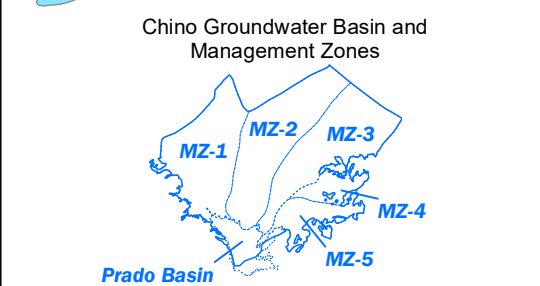 Chino Groundwater Basin and
Management Zones
MZ-1
MZ-2
MZ-3
MZ-4
MZ-5
Prado Basin